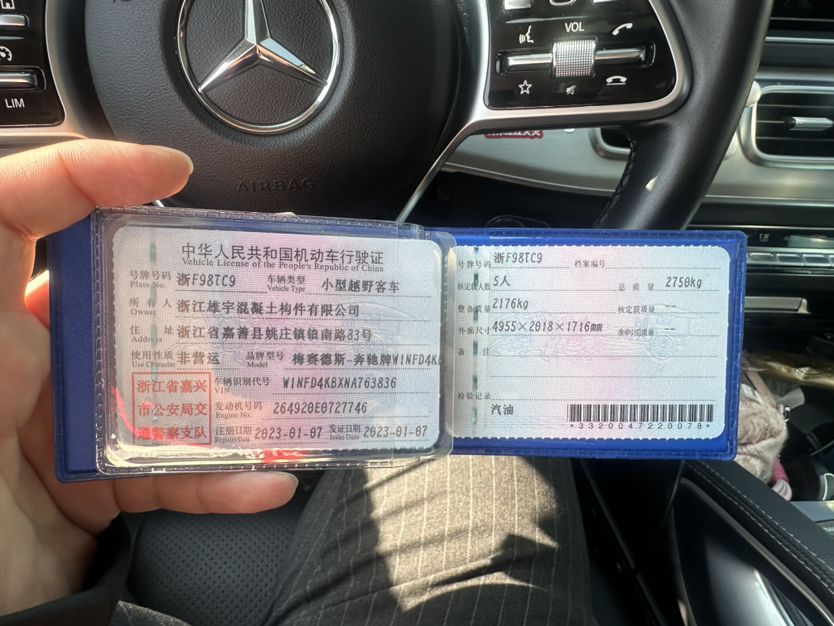 LIM
VOL
AIRBAG
中华人民共和国机动车行驶证
Vehicle License of the People's Republic of China
号牌号码 浙F98TC9 车辆类型 小型越野客车
Plate No. Vehicle Type
所有人 浙江雄宇混凝土构件有限公司
Owner
住址 浙江省嘉善县姚庄镇镇南路83号
Address
使用性质 非营运 品牌型号 梅赛德斯-奔驰牌W1NFD4K
Use Character Model
浙江省嘉兴
市公安局交
通警察支队
车辆识别代号 W1NFD4KBXNA763836
VIN
发动机号码 264920E0727746
Engine No.
注册日期 2023-01-07 发证日期 2023-01-07
Register Date Issue Date
号牌号码 浙F98TC9 档案编号
核定载人数 5人 总质量 2750kg
整备质量 2176kg 核定载质量 --
外廓尺寸 4955×2018×1716mm 准牵引总质量 --
备注
检验记录
汽油
*3320047220078*